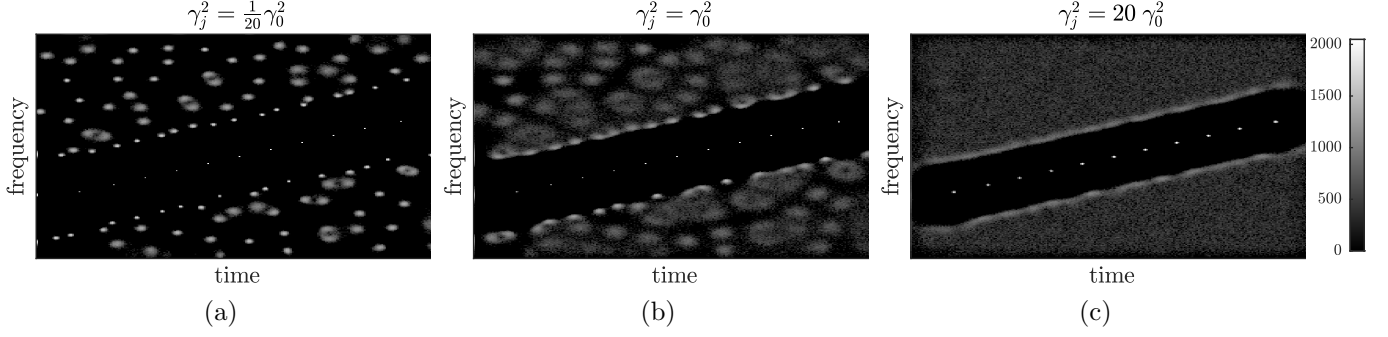 γ_j^2 = 1/20 γ_0^2
γ_j^2 = γ_0^2
γ_j^2 = 20 γ_0^2
frequency
frequency
frequency
2000
1500
1000
500
0
time
time
time
(a)
(b)
(c)